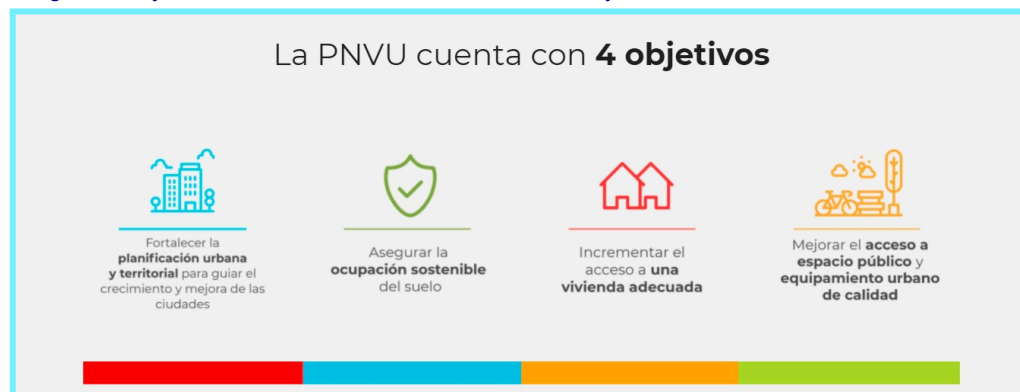 La PNVU cuenta con 4 objetivos
Fortalecer la
planificación urbana
y territorial para guiar el
crecimiento y mejora de las
ciudades
Asegurar la
ocupación sostenible
del suelo
Incrementar el
acceso a una
vivienda adecuada
Mejorar el acceso a
espacio público y
equipamiento urbano
de calidad